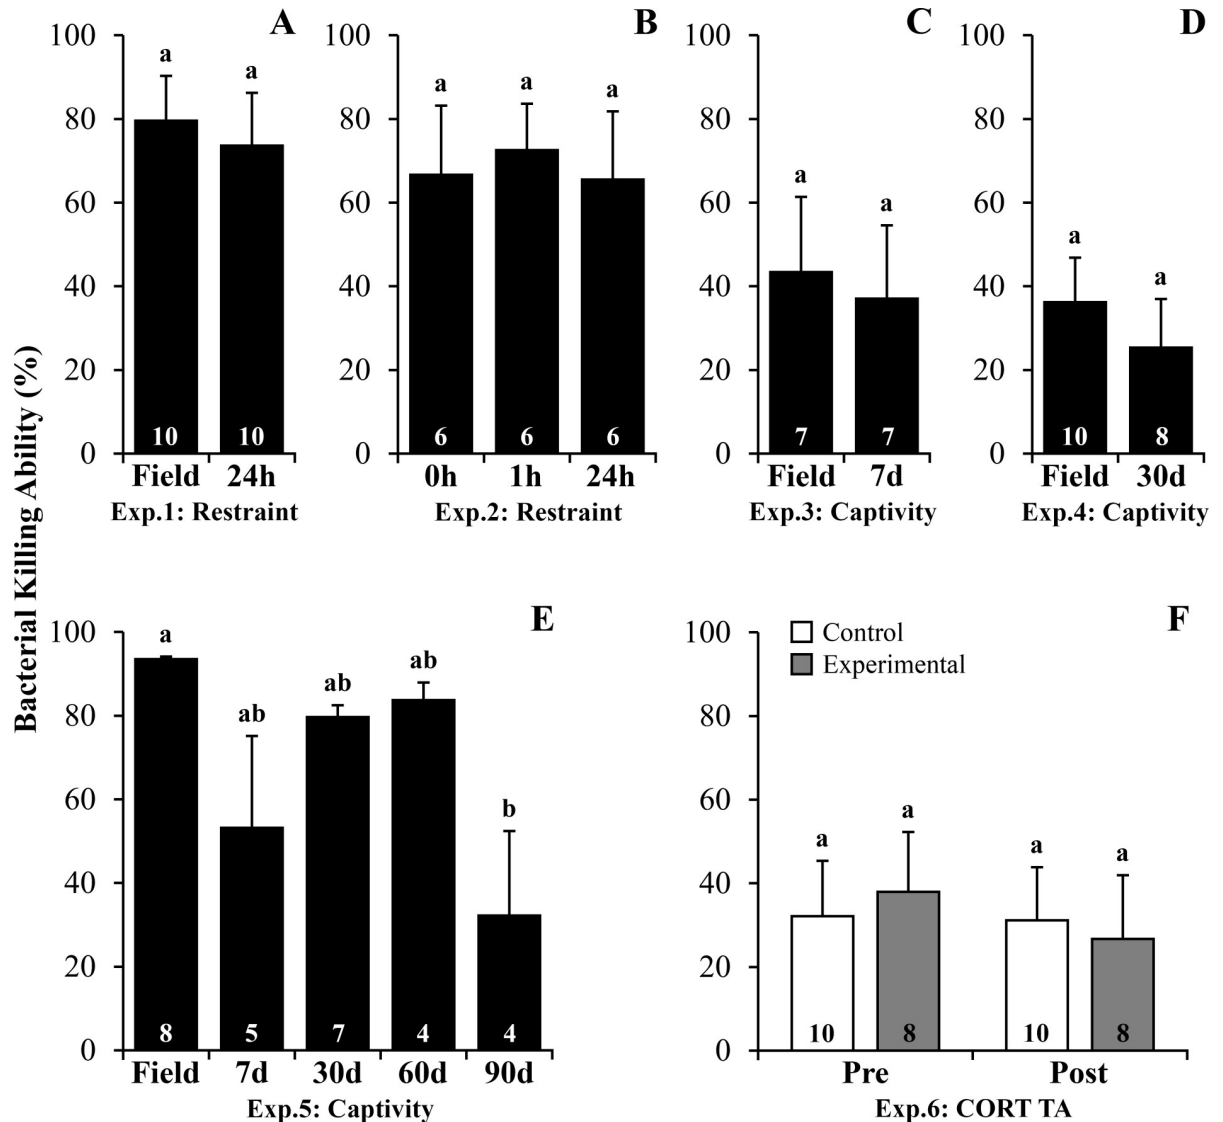 Bacterial Killing Ability (%)
A
100
80
60
40
20
0
a
a
10
10
Field
24h
Exp.1: Restraint
B
100
80
60
40
20
0
a
a
a
6
6
6
0h
1h
24h
Exp.2: Restraint
C
100
80
60
40
20
0
a
a
7
7
Field
7d
Exp.3: Captivity
D
100
80
60
40
20
0
a
a
10
8
Field
30d
Exp.4: Captivity
E
100
80
60
40
20
0
a
ab
ab
ab
b
8
5
7
4
4
Field
7d
30d
60d
90d
Exp.5: Captivity
F
Control
Experimental
100
80
60
40
20
0
a
a
a
a
10
8
10
8
Pre
Post
Exp.6: CORT TA